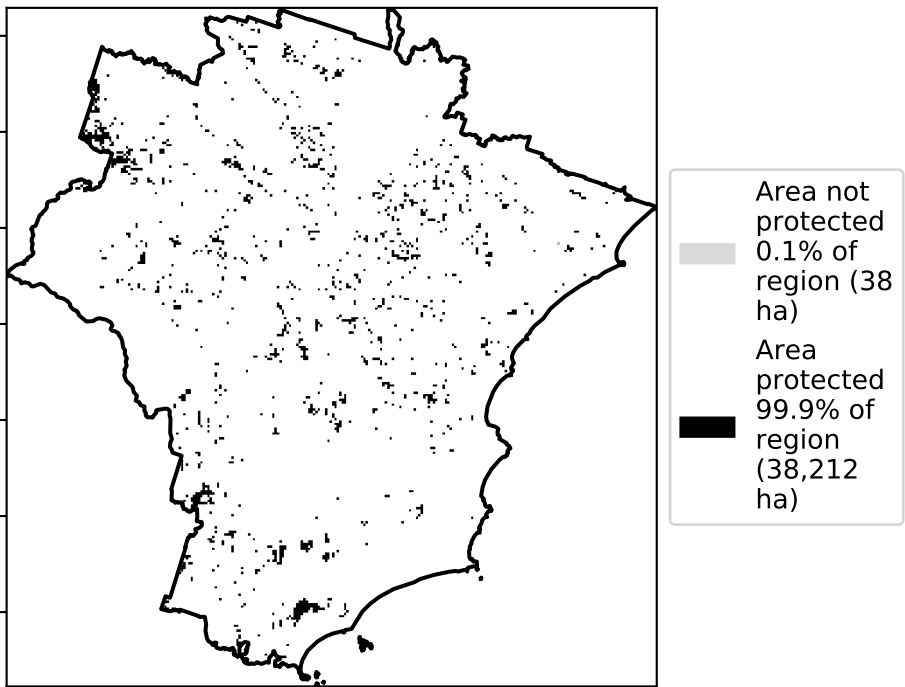 Area not
protected
0.1% of
region (38
ha)
Area
protected
99.9% of
region
(38,212
ha)